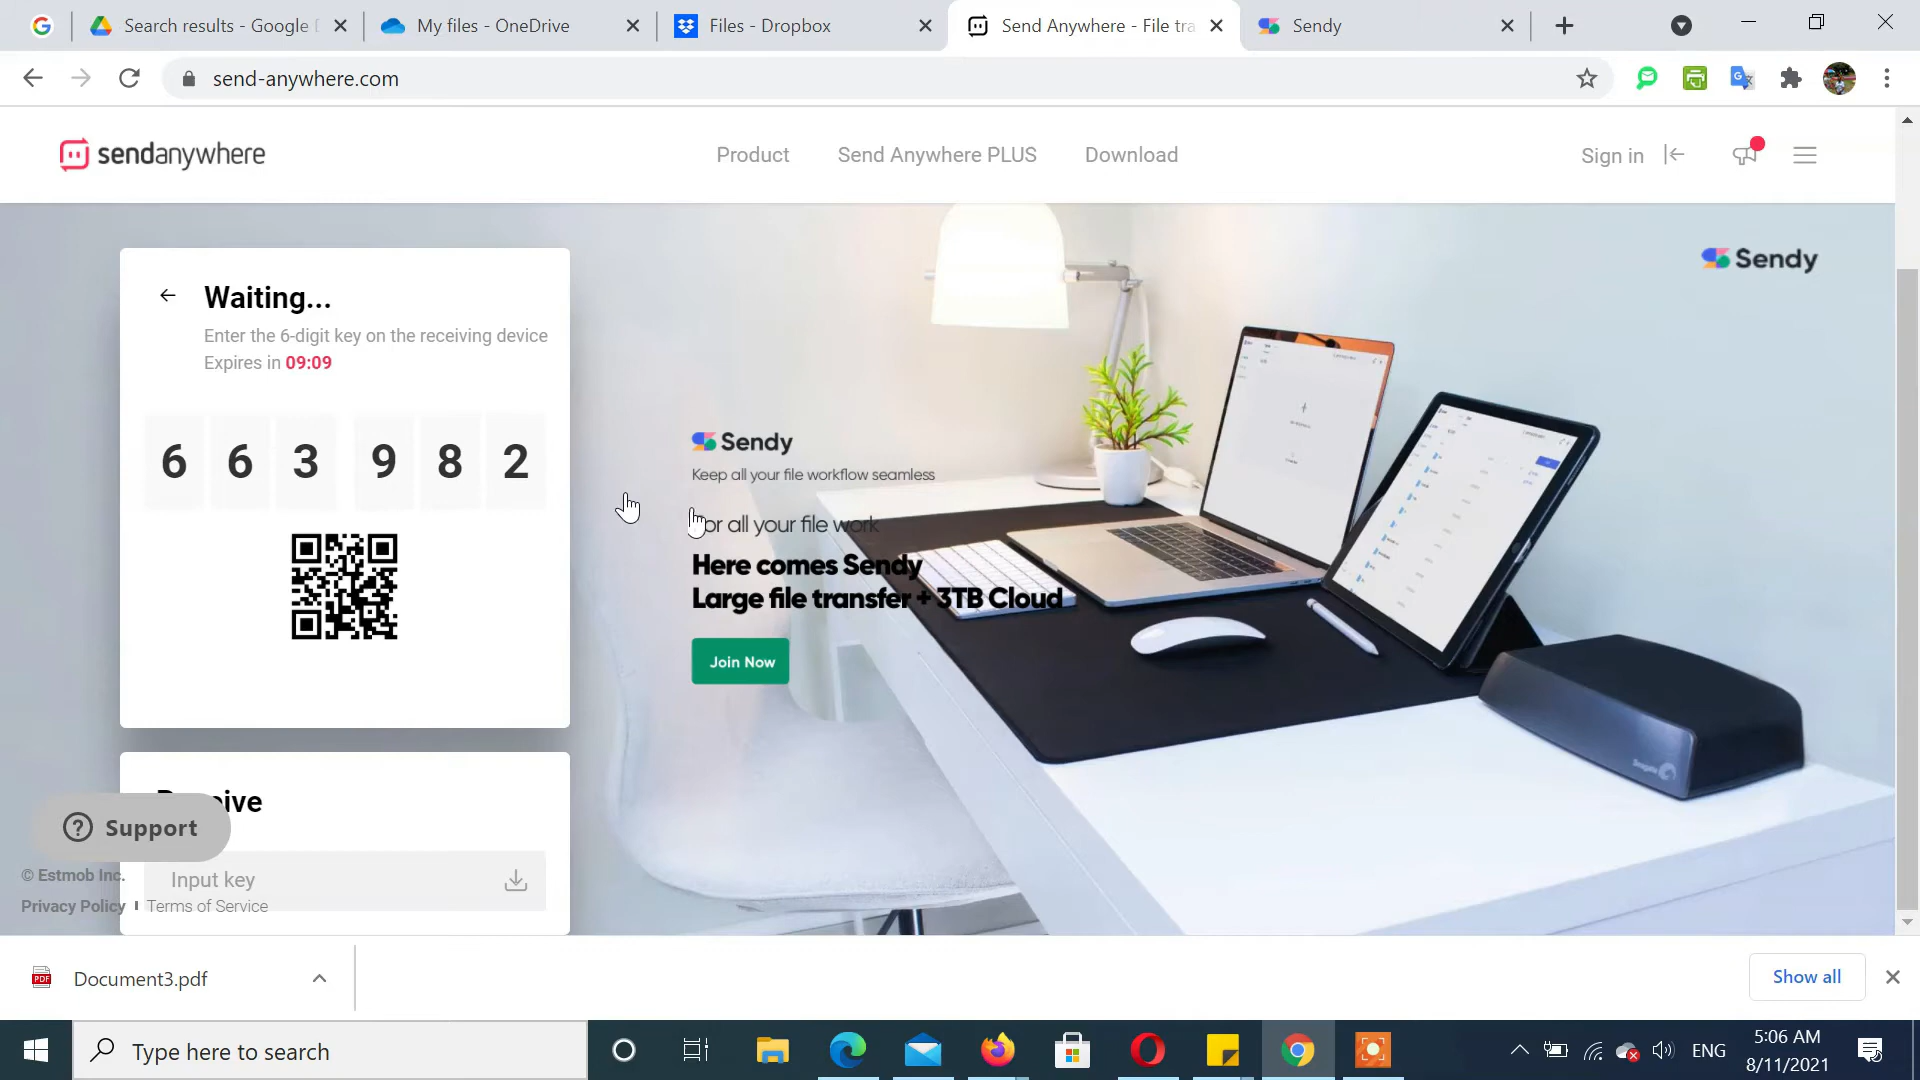 Search results - Google
My files - OneDrive
Files - Dropbox
Send Anywhere - File tra
Sendy
send-anywhere.com
sendanywhere
Product
Send Anywhere PLUS
Download
Sign in
Sendy
Waiting...
Enter the 6-digit key on the receiving device
Expires in 09:09
6 6 3 9 8 2
Sendy
Keep all your file workflow seamless
or all your file work
Here comes Sendy
Large file transfer + 3TB Cloud
Join Now
Seagate
Support
© Estmob Inc.
Input key
Privacy Policy
Terms of Service
PDF
Document3.pdf
Show all
Type here to search
ENG
5:06 AM
8/11/2021